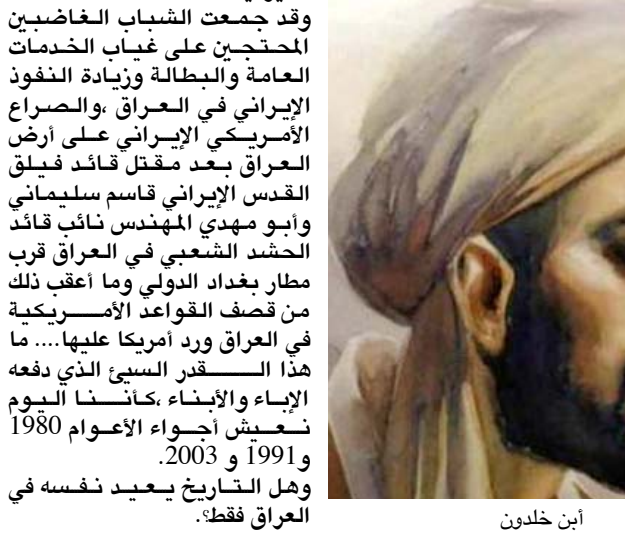 وقد جمعت الشباب الغاضبين
المحتجين على غياب الخدمات
العامة والبطالة وزيادة النفوذ
الإيراني في العراق ،والصراع
الأمريكي الإيراني على أرض
العراق بعد مقتل قائد فيلق
القدس الإيراني قاسم سليماني
وأبو مهدي المهندس نائب قائد
الحشد الشعبي في العراق قرب
مطار بغداد الدولي وما أعقب ذلك
من قصف القواعد الأمريكية
في العراق ورد أمريكا عليها.... ما
هذا القدر السيئ الذي دفعه
الإباء والأبناء ،كأننا اليوم
نعيش أجواء الأعوام 1980
و1991 و 2003.
وهل التاريخ يعيد نفسه في
العراق فقط؟.
أبن خلدون